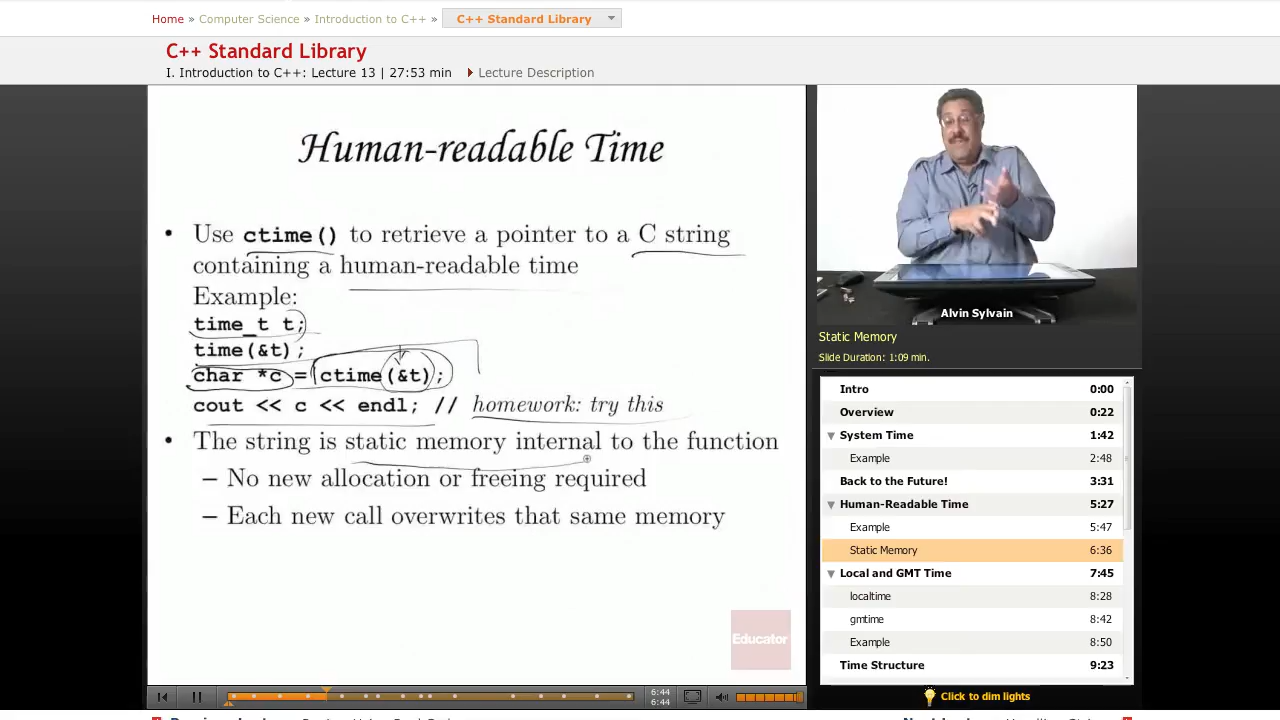 Home » Computer Science » Introduction to C++ » C++ Standard Library
C++ Standard Library
I. Introduction to C++: Lecture 13 | 27:53 min Lecture Description
Human-readable Time
• Use ctime() to retrieve a pointer to a C string
containing a human-readable time
Example:
time_t t;
time(&t);
char *c = ctime(&t);
cout << c << endl; // homework: try this
• The string is static memory internal to the function
– No new allocation or freeing required
– Each new call overwrites that same memory
Educator
6:44
6:44
Alvin Sylvain
Static Memory
Slide Duration: 1:09 min.
Intro 0:00
Overview 0:22
System Time 1:42
Example 2:48
Back to the Future! 3:31
Human-Readable Time 5:27
Example 5:47
Static Memory 6:36
Local and GMT Time 7:45
localtime 8:28
gmtime 8:42
Example 8:50
Time Structure 9:23
Click to dim lights